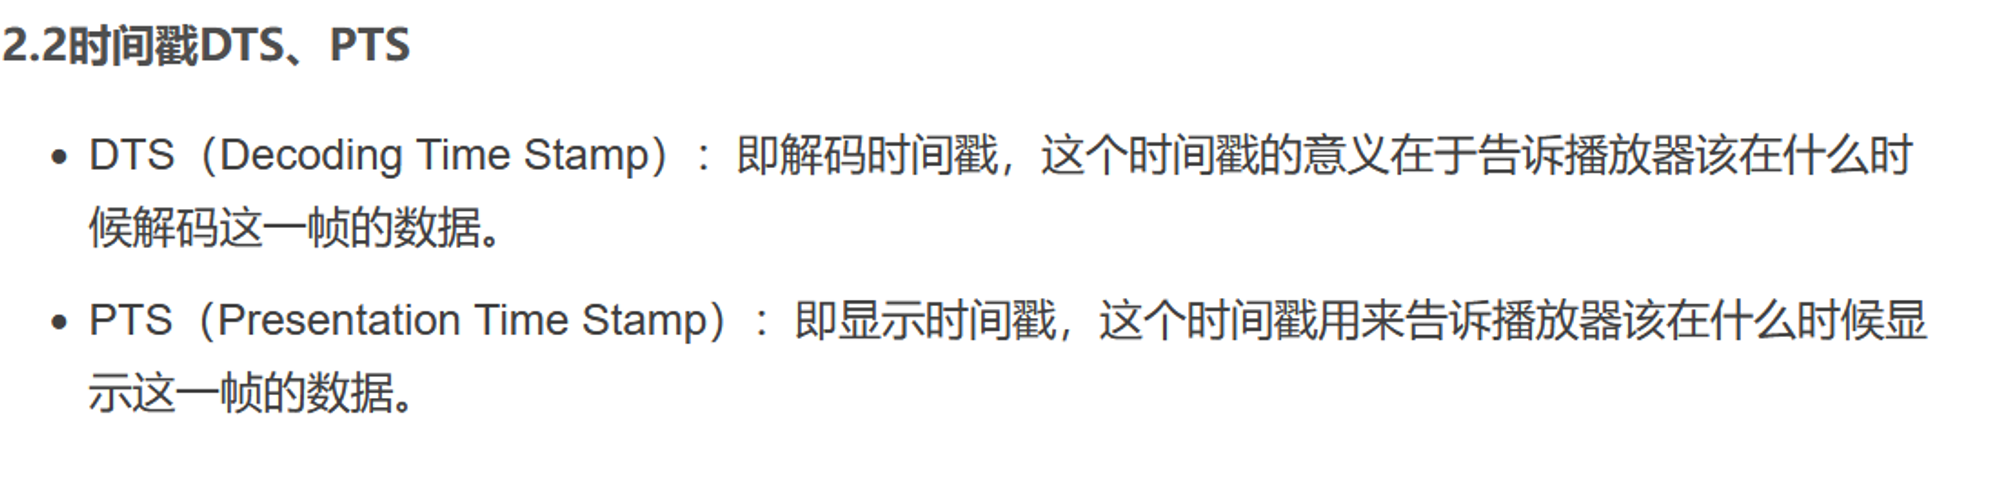 2.2时间戳DTS、PTS
• DTS（Decoding Time Stamp）：即解码时间戳，这个时间戳的意义在于告诉播放器该在什么时
候解码这一帧的数据。
• PTS（Presentation Time Stamp）：即显示时间戳，这个时间戳用来告诉播放器该在什么时候显
示这一帧的数据。